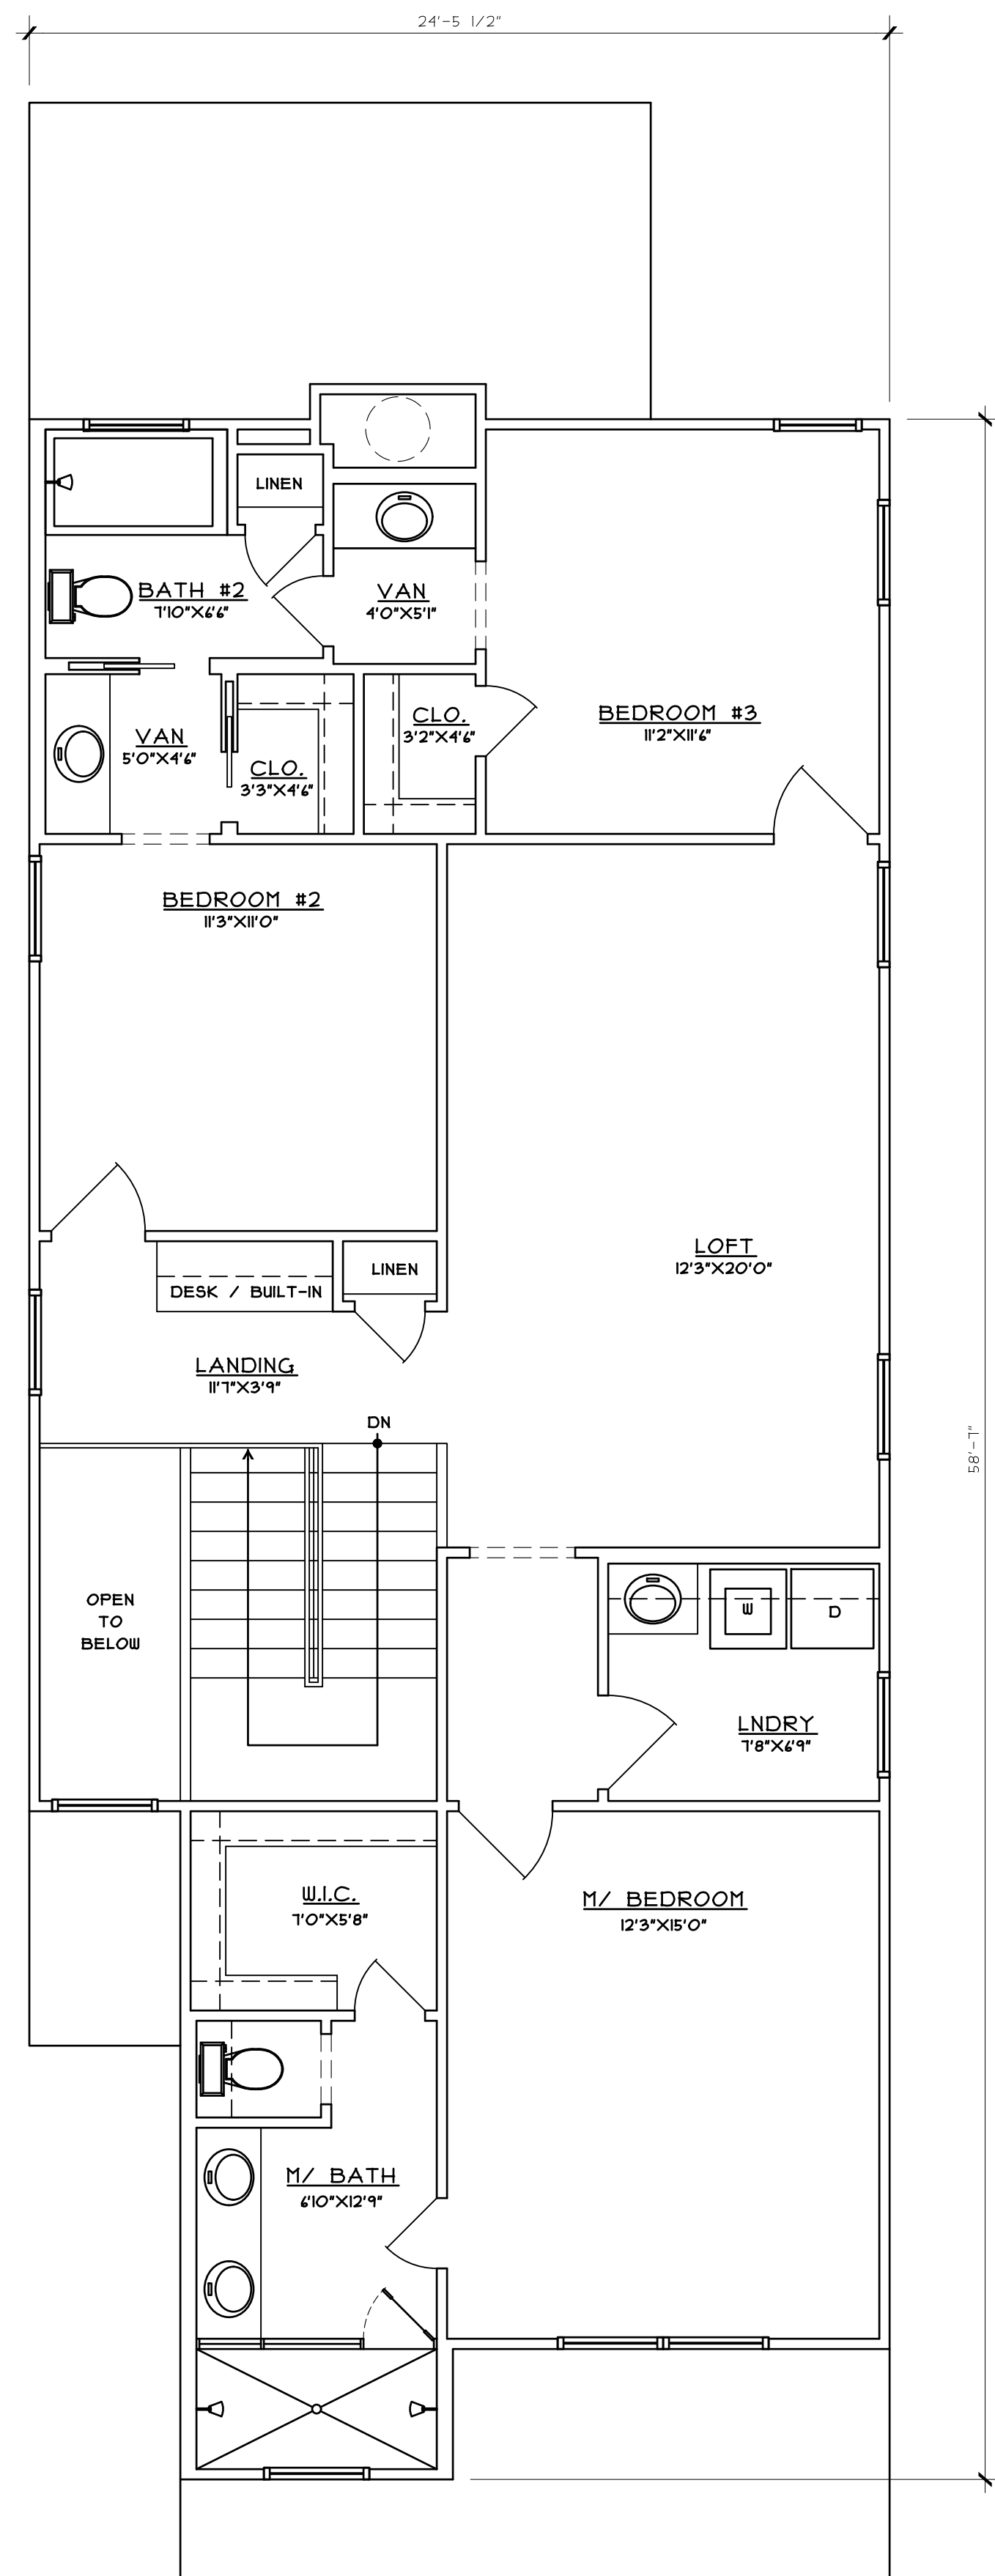 24'-5 1/2"
LINEN
BATH #2
7'10"X6'6"
VAN
4'0"X5'1"
CLO.
3'2"X4'6"
BEDROOM #3
11'2"X11'6"
VAN
5'0"X4'6"
CLO.
3'3"X4'6"
BEDROOM #2
11'3"X11'0"
LOFT
12'3"X20'0"
LINEN
DESK / BUILT-IN
LANDING
11'7"X3'9"
DN
58'-7"
OPEN
TO
BELOW
W
D
LNDRY
7'8"X6'9"
W.I.C.
7'0"X5'8"
M/ BEDROOM
12'3"X15'0"
M/ BATH
6'10"X12'9"